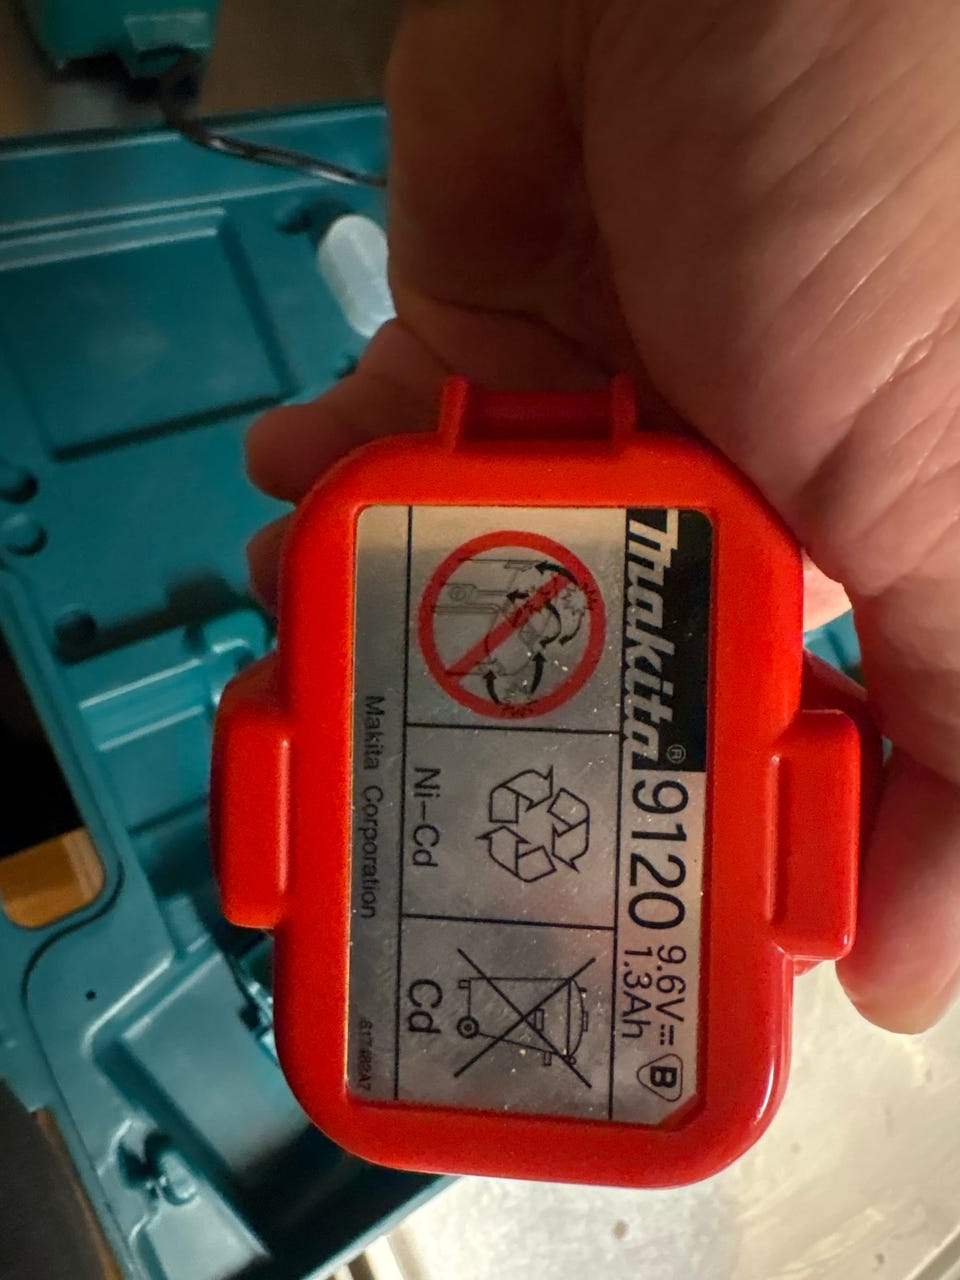 Makita® 9120 9.6V⎓ B
1.3Ah
Ni-Cd
Cd
Makita Corporation